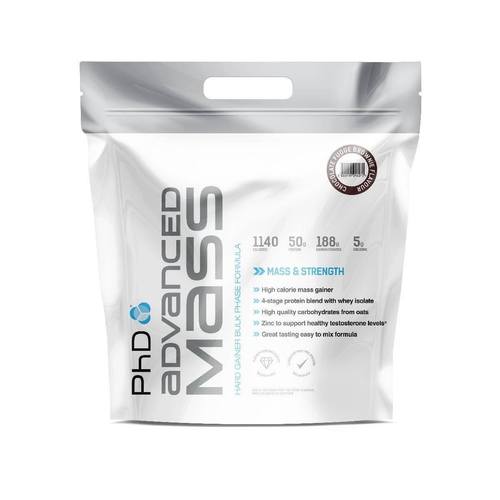 PhD
ADVANCED
MASS
HARD GAINER BULK PHASE FORMULA
CHOCOLATE FUDGE BROWNIE FLAVOUR
1140 50g 188g 5g
CALORIES PROTEIN CARBOHYDRATES CREATINE
MASS & STRENGTH
High calorie mass gainer
4-stage protein blend with whey isolate
High quality carbohydrates from oats
Zinc to support healthy testosterone levels*
Great tasting easy to mix formula